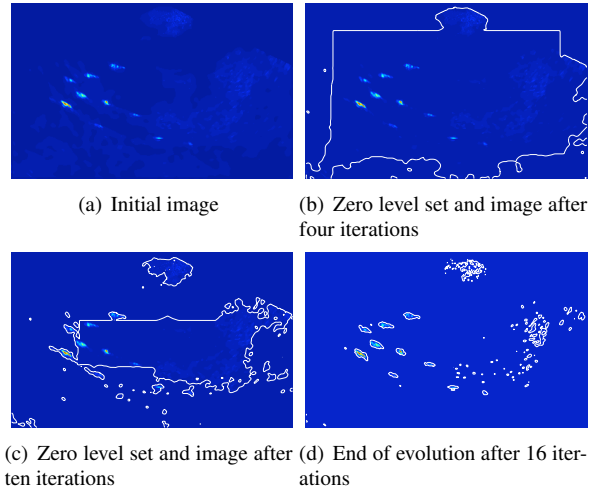 (a) Initial image
(b) Zero level set and image after
four iterations
(c) Zero level set and image after
ten iterations
(d) End of evolution after 16 iter-
ations